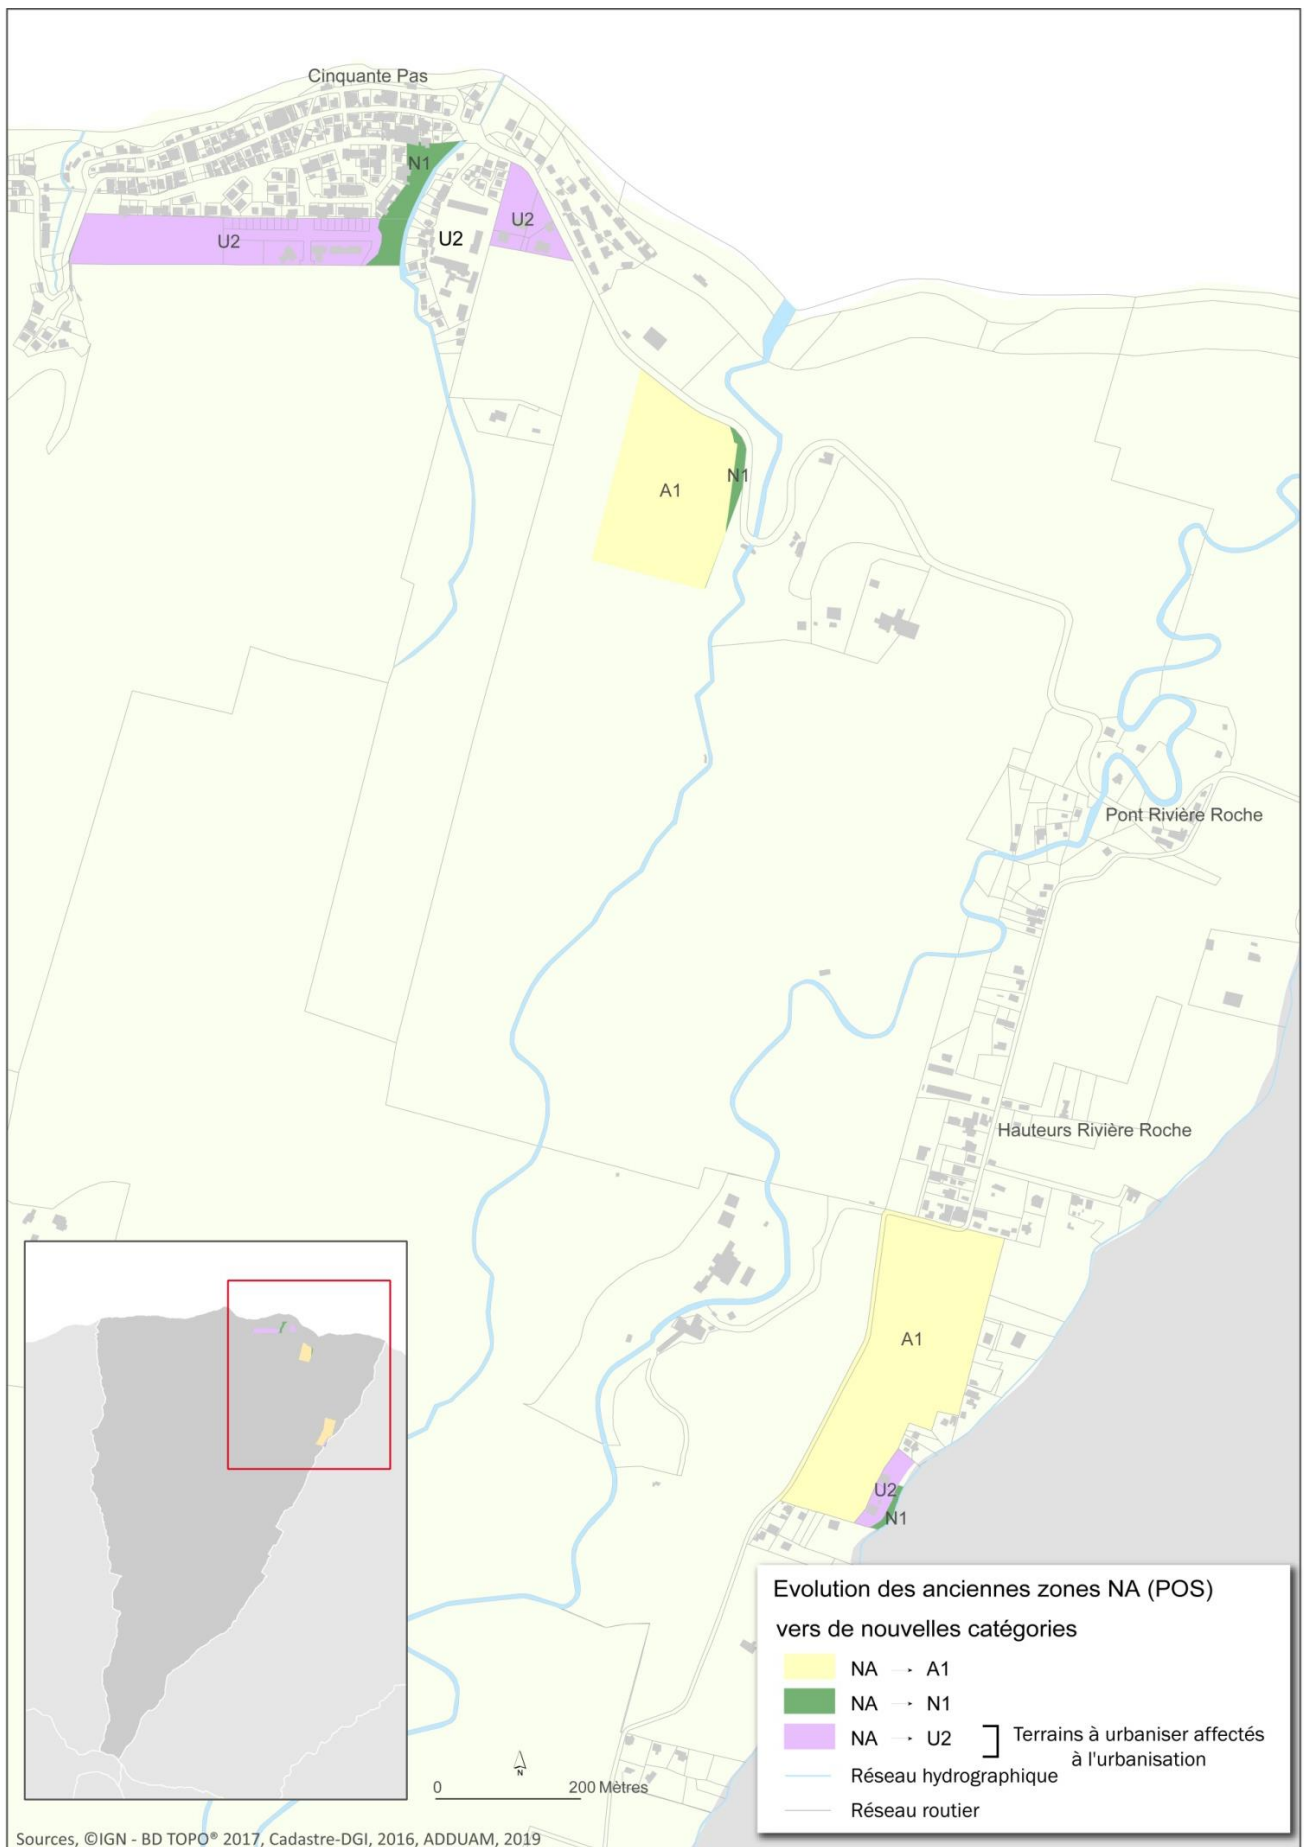 Cinquante Pas
N1
U2
U2
U2
A1
N1
Pont Rivière Roche
Hauteurs Rivière Roche
A1
U2
N1
Evolution des anciennes zones NA (POS)
vers de nouvelles catégories
NA → A1
NA → N1
NA → U2
Terrains à urbaniser affectés
à l'urbanisation
Réseau hydrographique
Réseau routier
N
0 200 Mètres
Sources, ©IGN - BD TOPO® 2017, Cadastre-DGI, 2016, ADDUAM, 2019